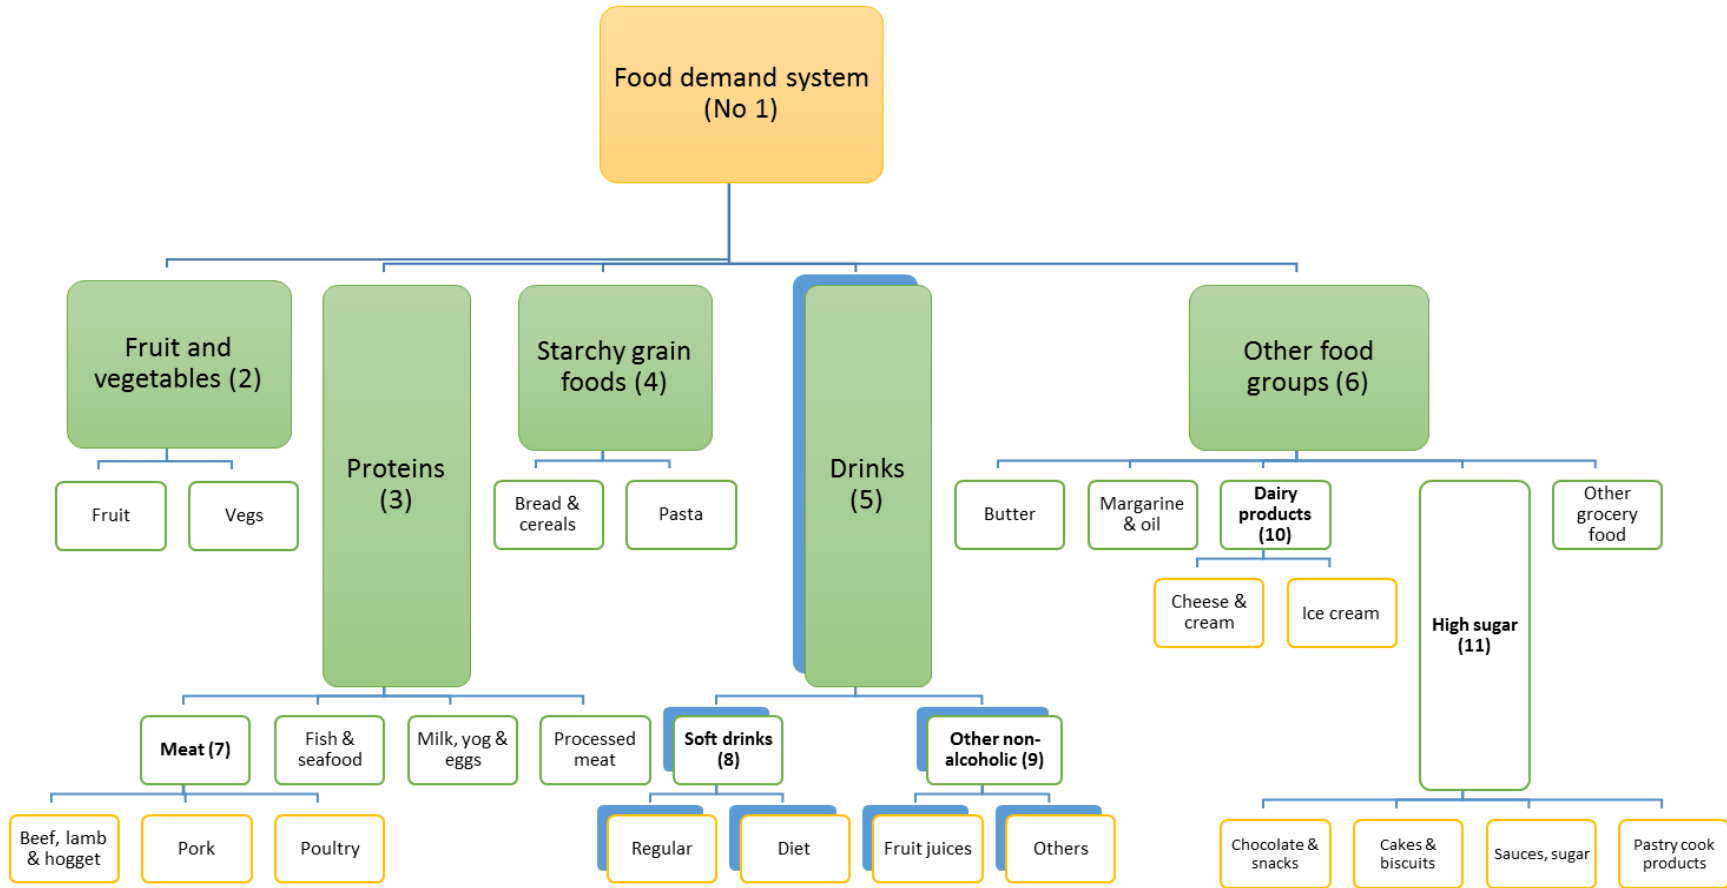 Food demand system
(No 1)
Fruit and
vegetables (2)
Proteins
(3)
Starchy grain
foods (4)
Drinks
(5)
Other food
groups (6)
Fruit
Vegs
Bread &
cereals
Pasta
Butter
Margarine
& oil
Dairy
products
(10)
High sugar
(11)
Other
grocery
food
Cheese &
cream
Ice cream
Meat (7)
Fish &
seafood
Milk, yog &
eggs
Processed
meat
Soft drinks
(8)
Other non-
alcoholic (9)
Beef, lamb
& hogget
Pork
Poultry
Regular
Diet
Fruit juices
Others
Chocolate &
snacks
Cakes &
biscuits
Sauces, sugar
Pastry cook
products